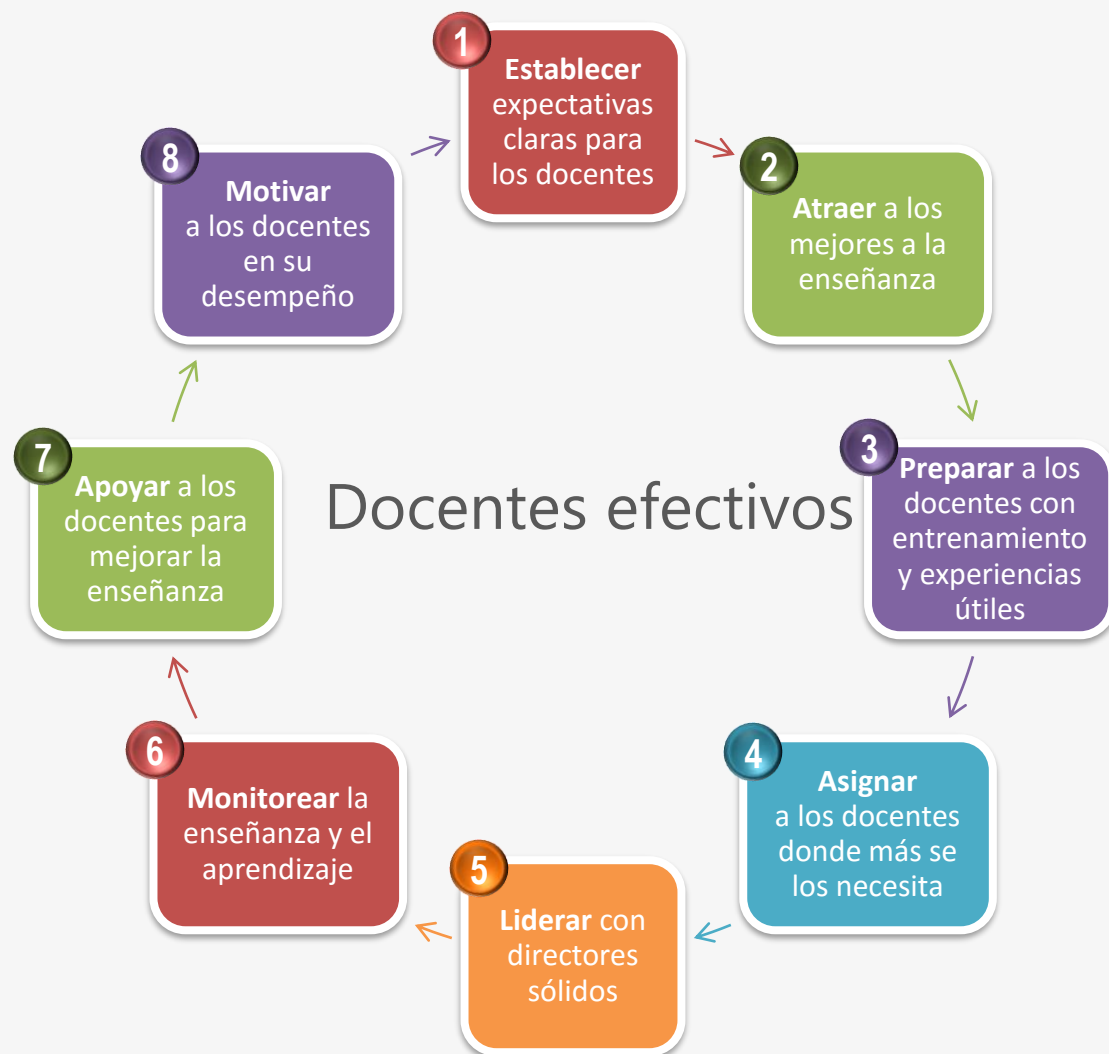 1
Establecer
expectativas
claras para
los docentes
2
Atraer a los
mejores a la
enseñanza
3
Preparar a los
docentes con
entrenamiento
y experiencias
útiles
4
Asignar
a los docentes
donde más se
los necesita
5
Liderar con
directores
sólidos
6
Monitorear la
enseñanza y el
aprendizaje
7
Apoyar a los
docentes para
mejorar la
enseñanza
8
Motivar
a los docentes
en su
desempeño
Docentes efectivos